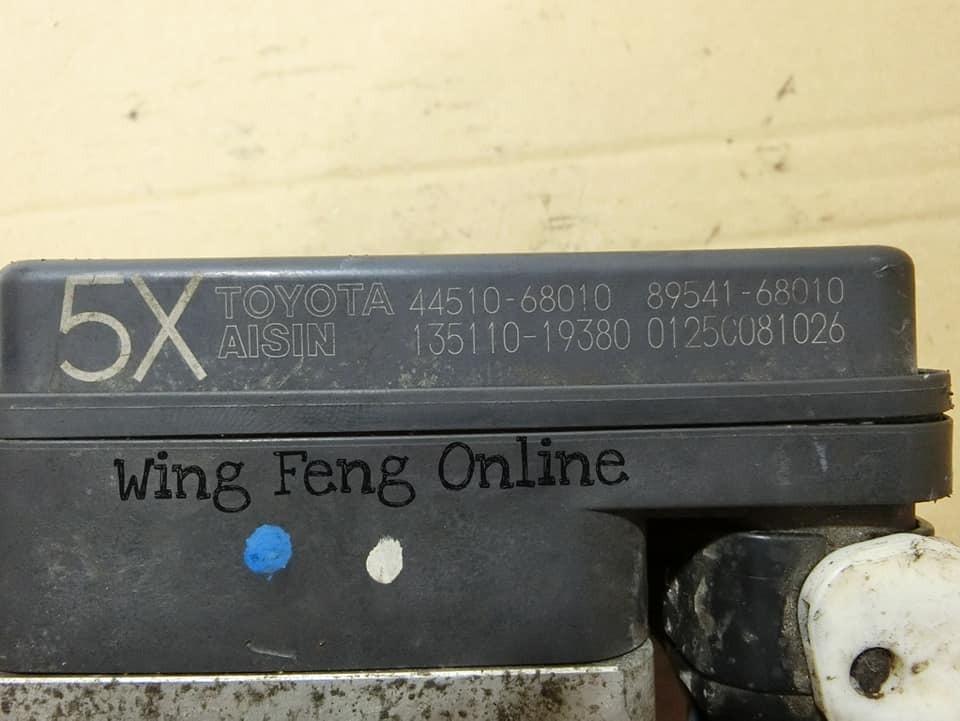 5X TOYOTA 44510-68010 89541-68010
AISIN 135110-19380 0125C081026
Wing Feng Online